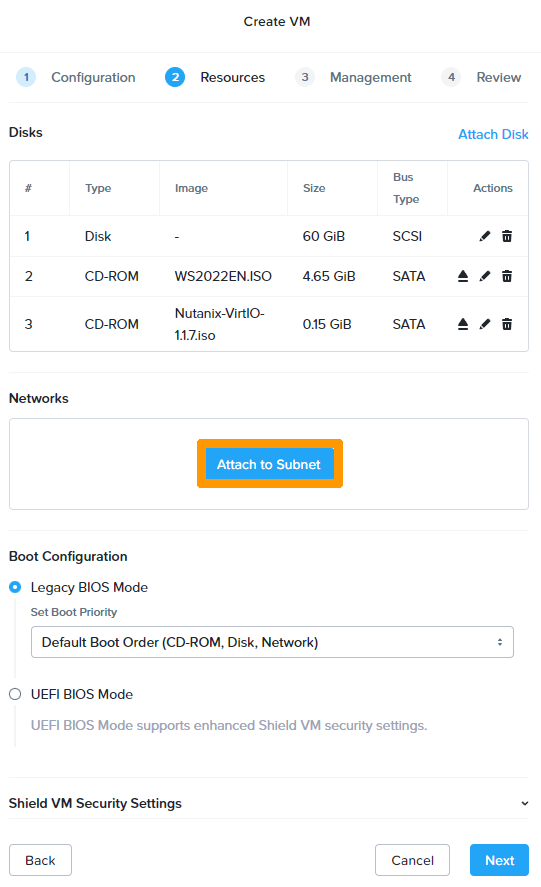 Create VM
1 Configuration 2 Resources 3 Management 4 Review
Disks
Attach Disk
# Type Image Size Bus Type Actions
1 Disk - 60 GiB SCSI
2 CD-ROM WS2022EN.ISO 4.65 GiB SATA
3 CD-ROM Nutanix-VirtIO-1.1.7.iso 0.15 GiB SATA
Networks
Attach to Subnet
Boot Configuration
Legacy BIOS Mode
Set Boot Priority
Default Boot Order (CD-ROM, Disk, Network)
UEFI BIOS Mode
UEFI BIOS Mode supports enhanced Shield VM security settings.
Shield VM Security Settings
Back Cancel Next